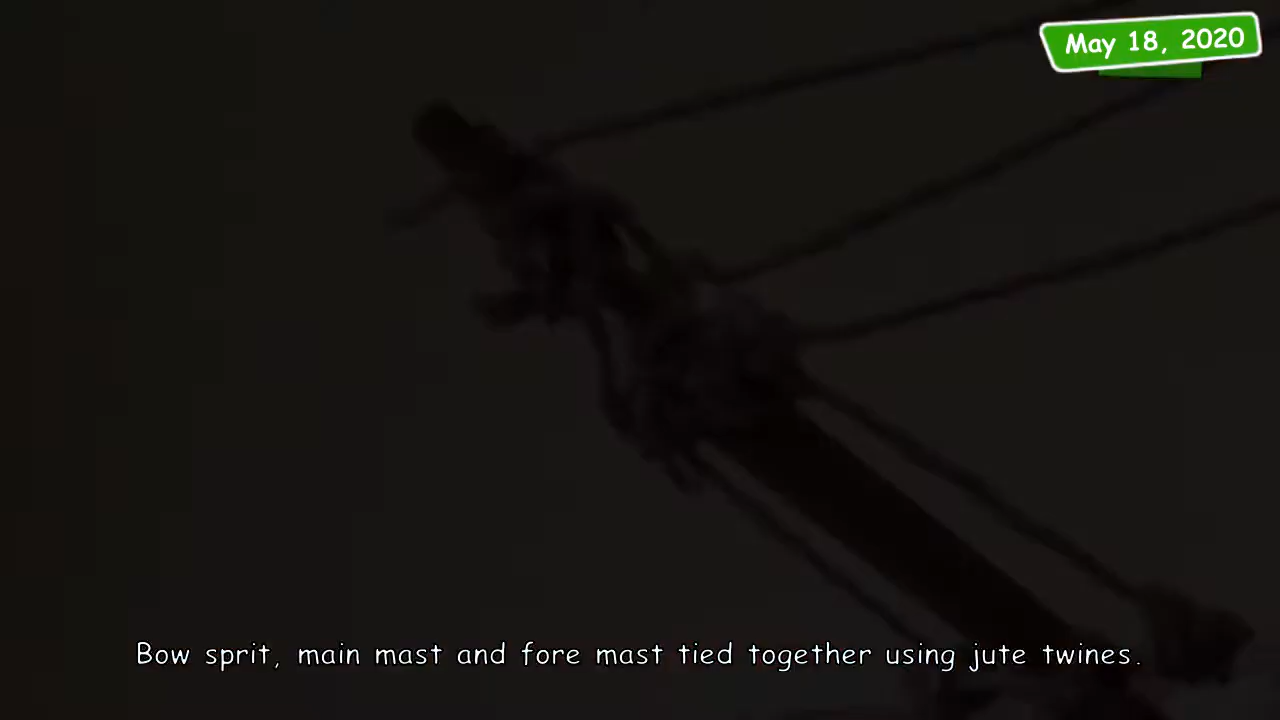 May 18, 2020
Bow sprit, main mast and fore mast tied together using jute twines.